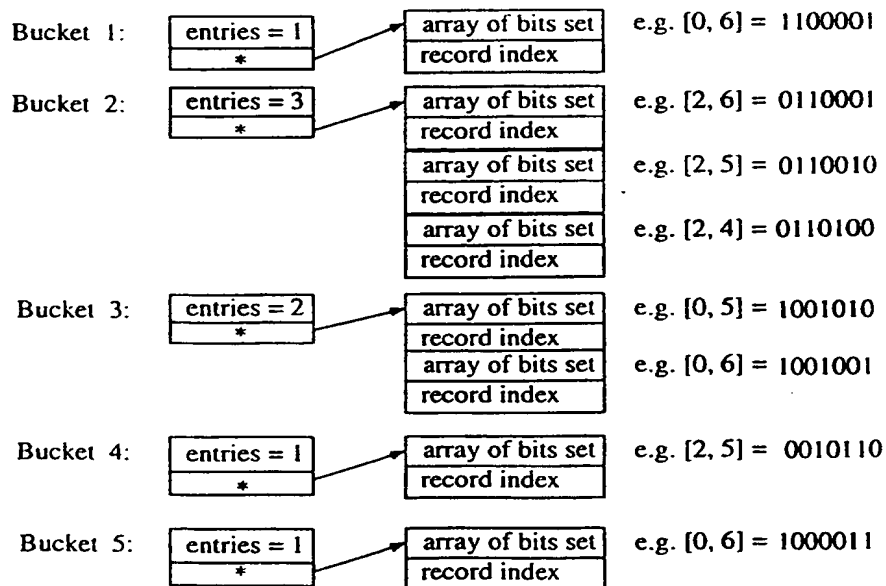 Bucket 1: entries = 1 array of bits set e.g. [0, 6] = 1100001
* record index
Bucket 2: entries = 3 array of bits set e.g. [2, 6] = 0110001
* record index
array of bits set e.g. [2, 5] = 0110010
record index
array of bits set e.g. [2, 4] = 0110100
record index
Bucket 3: entries = 2 array of bits set e.g. [0, 5] = 1001010
* record index
array of bits set e.g. [0, 6] = 1001001
record index
Bucket 4: entries = 1 array of bits set e.g. [2, 5] = 0010110
* record index
Bucket 5: entries = 1 array of bits set e.g. [0, 6] = 1000011
* record index